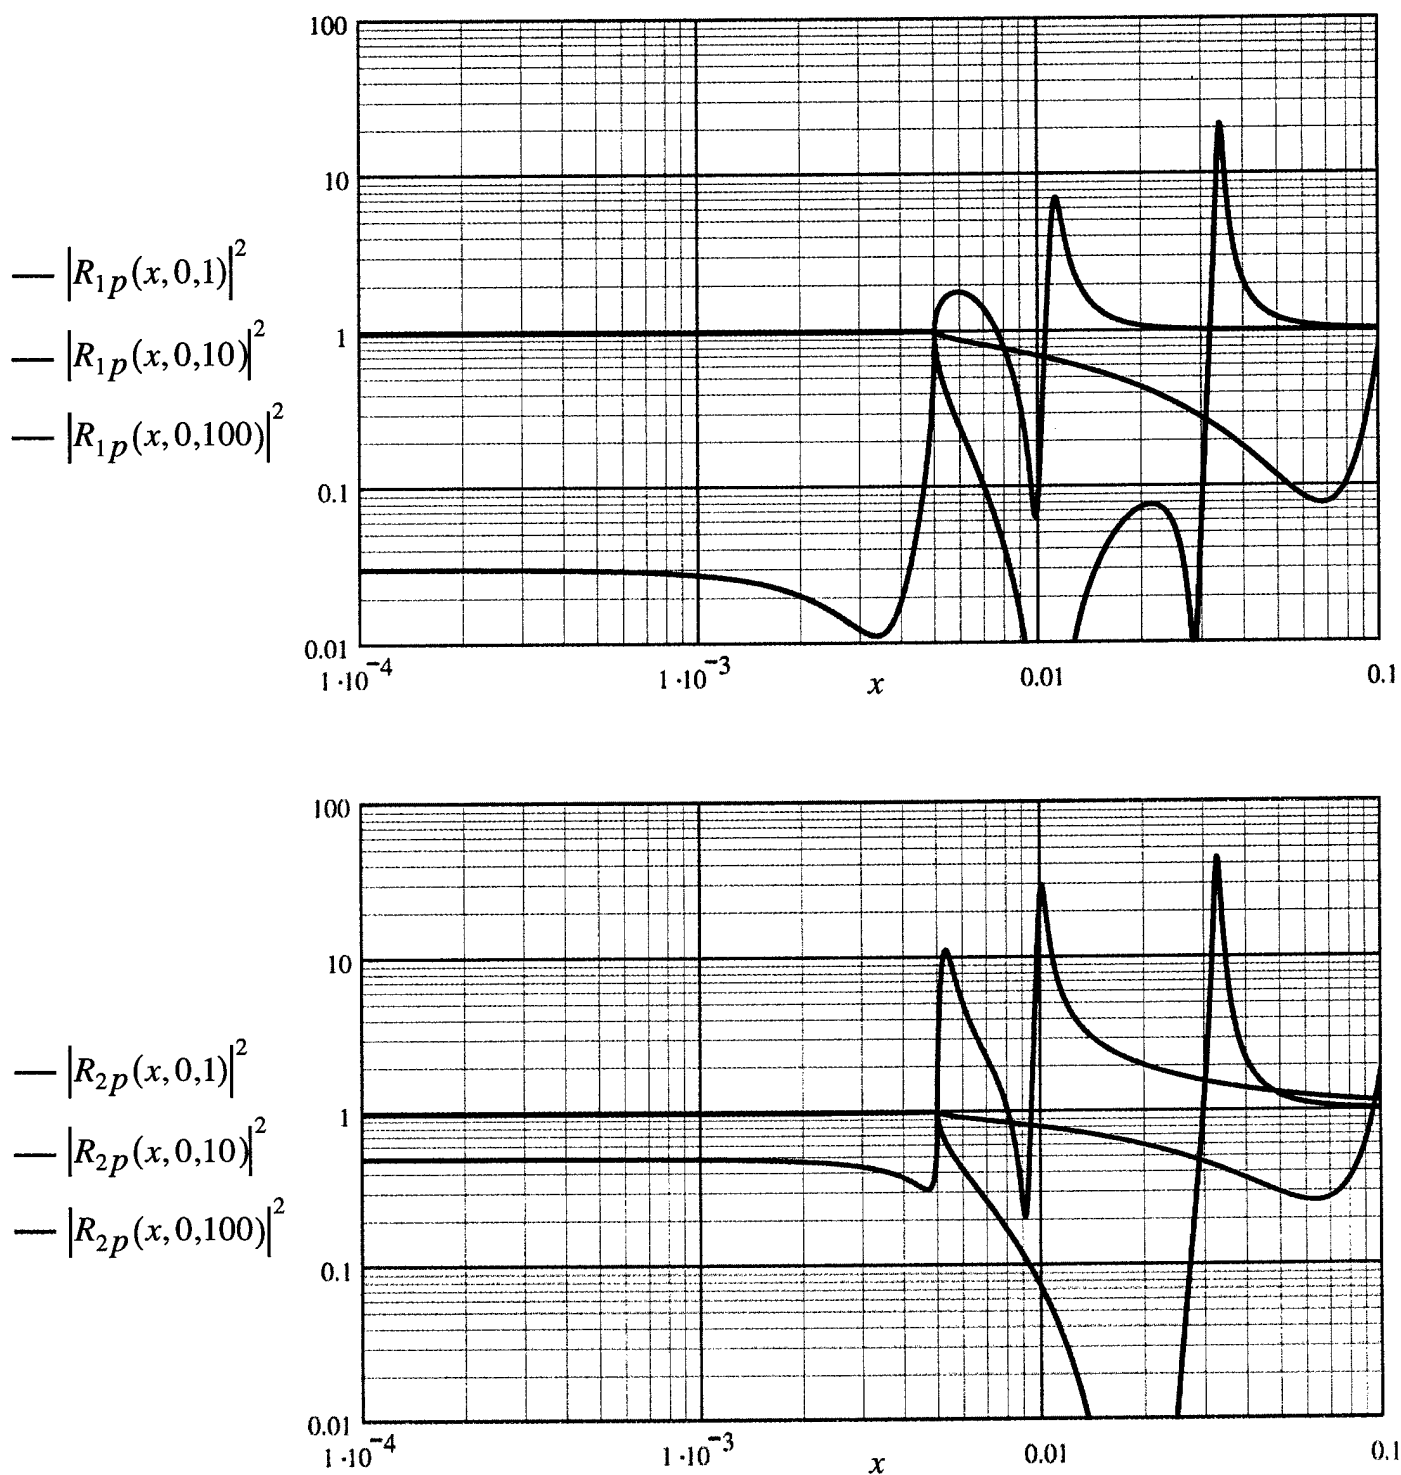 100
10
1
0.1
0.01
— |R₁ₚ(x,0,1)|²
— |R₁ₚ(x,0,10)|²
— |R₁ₚ(x,0,100)|²
1·10⁻⁴ 1·10⁻³ x 0.01 0.1
100
10
1
0.1
0.01
— |R₂ₚ(x,0,1)|²
— |R₂ₚ(x,0,10)|²
— |R₂ₚ(x,0,100)|²
1·10⁻⁴ 1·10⁻³ x 0.01 0.1